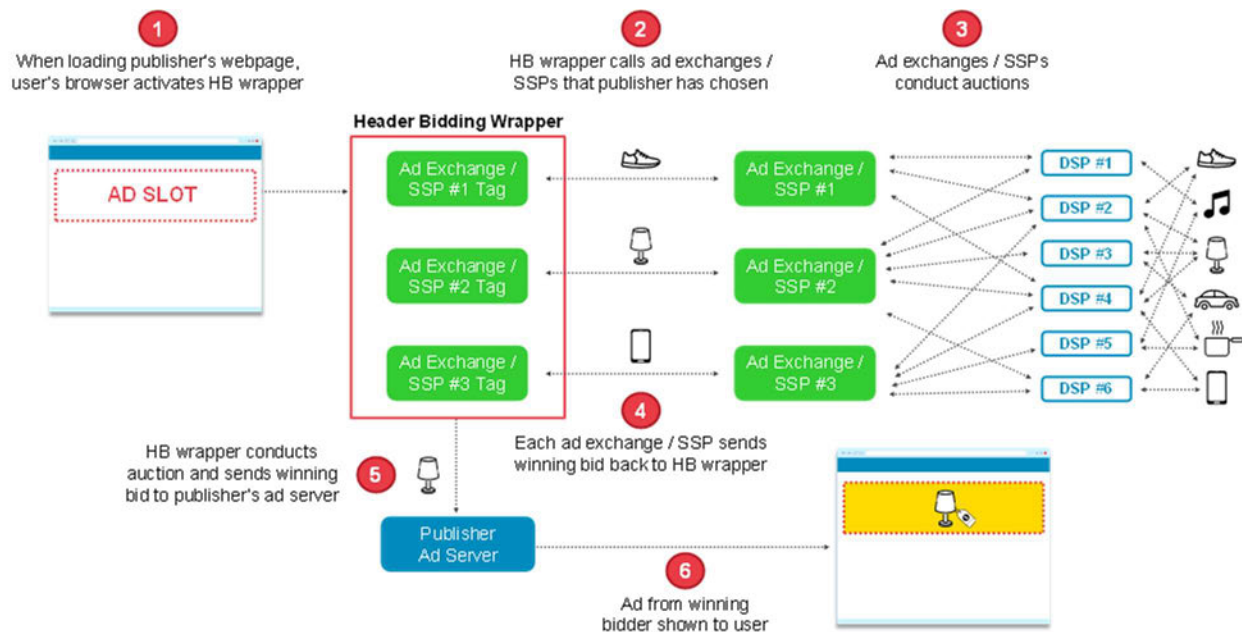 1
When loading publisher's webpage,
user's browser activates HB wrapper
2
HB wrapper calls ad exchanges /
SSPs that publisher has chosen
3
Ad exchanges / SSPs
conduct auctions
AD SLOT
Header Bidding Wrapper
Ad Exchange /
SSP #1 Tag
Ad Exchange /
SSP #2 Tag
Ad Exchange /
SSP #3 Tag
Ad Exchange /
SSP #1
Ad Exchange /
SSP #2
Ad Exchange /
SSP #3
DSP #1
DSP #2
DSP #3
DSP #4
DSP #5
DSP #6
4
Each ad exchange / SSP sends
winning bid back to HB wrapper
HB wrapper conducts
auction and sends winning
bid to publisher's ad server
5
Publisher
Ad Server
6
Ad from winning
bidder shown to user